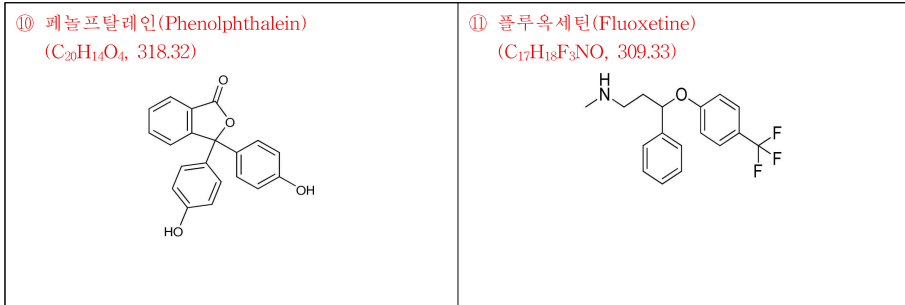 ⑩ 페놀프탈레인(Phenolphthalein)
(C₂₀H₁₄O₄, 318.32)
O
O
OH
HO
⑪ 플루옥세틴(Fluoxetine)
(C₁₇H₁₈F₃NO, 309.33)
H
N
O
F
F
F